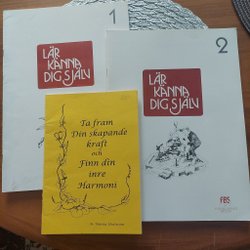 1
LÄR
KÄNNA
DIG SJÄLV
2
LÄR
KÄNNA
DIG SJÄLV
Ta fram
Din skapande
kraft
och
Finn din
inre
Harmoni
FBS